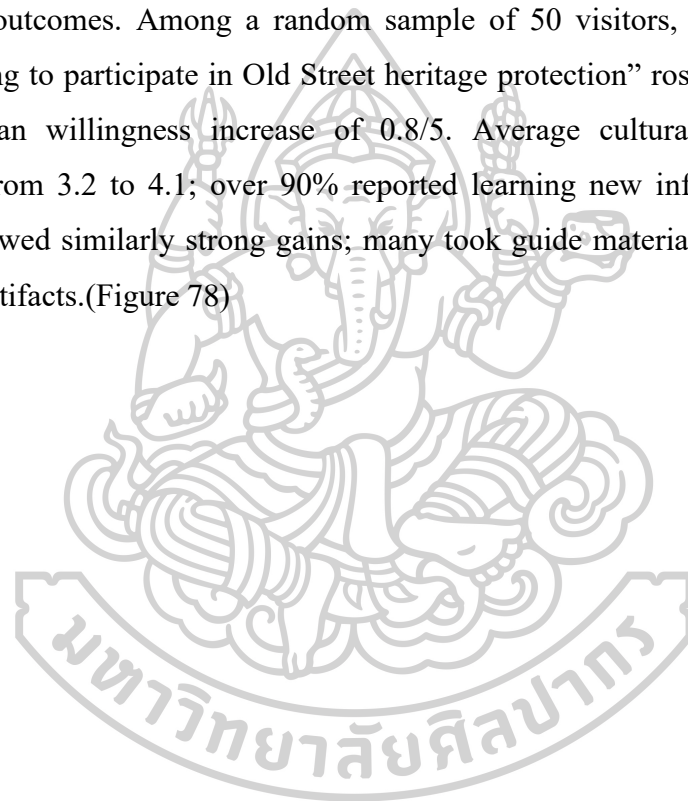 outcomes. Among a random sample of 50 visitors,
to participate in Old Street heritage protection” ros
an willingness increase of 0.8/5. Average cultura
rom 3.2 to 4.1; over 90% reported learning new inf
wed similarly strong gains; many took guide materia
tifacts.(Figure 78)
มหาวิทยาลัยศิลปากร